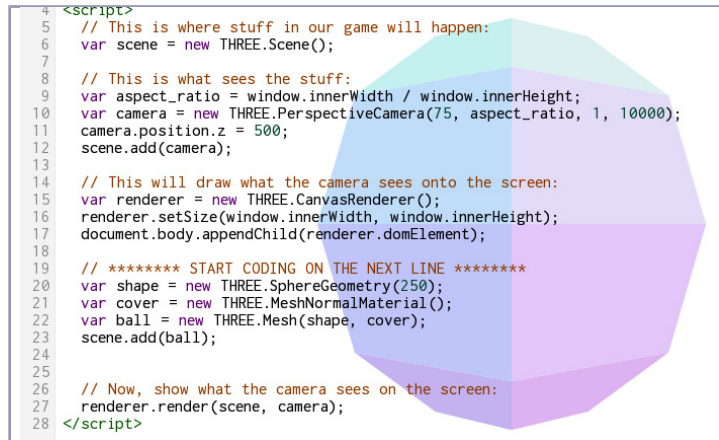 4 <script>
5 // This is where stuff in our game will happen:
6 var scene = new THREE.Scene();
7
8 // This is what sees the stuff:
9 var aspect_ratio = window.innerWidth / window.innerHeight;
10 var camera = new THREE.PerspectiveCamera(75, aspect_ratio, 1, 10000);
11 camera.position.z = 500;
12 scene.add(camera);
13
14 // This will draw what the camera sees onto the screen:
15 var renderer = new THREE.CanvasRenderer();
16 renderer.setSize(window.innerWidth, window.innerHeight);
17 document.body.appendChild(renderer.domElement);
18
19 // ******** START CODING ON THE NEXT LINE ********
20 var shape = new THREE.SphereGeometry(250);
21 var cover = new THREE.MeshNormalMaterial();
22 var ball = new THREE.Mesh(shape, cover);
23 scene.add(ball);
24
25
26 // Now, show what the camera sees on the screen:
27 renderer.render(scene, camera);
28 </script>